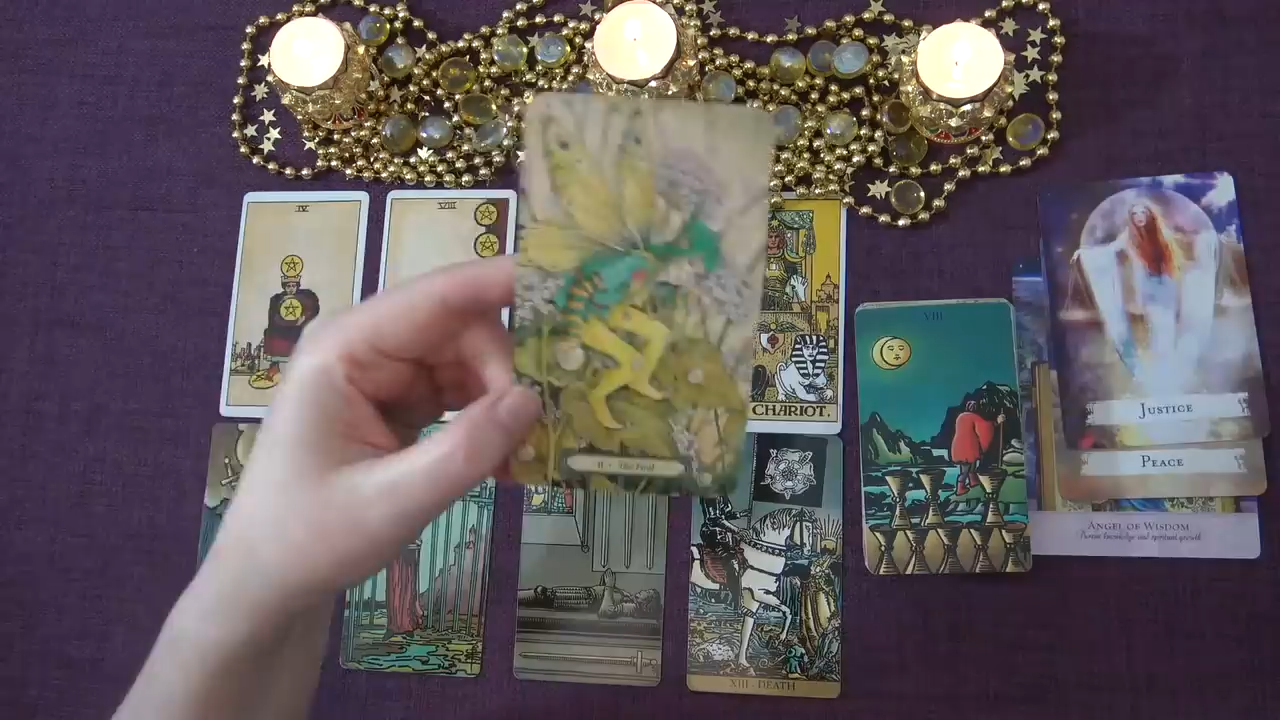 IV
VIII
CHARIOT.
VIII
JUSTICE
PEACE
ANGEL OF WISDOM
XIII - DEATH